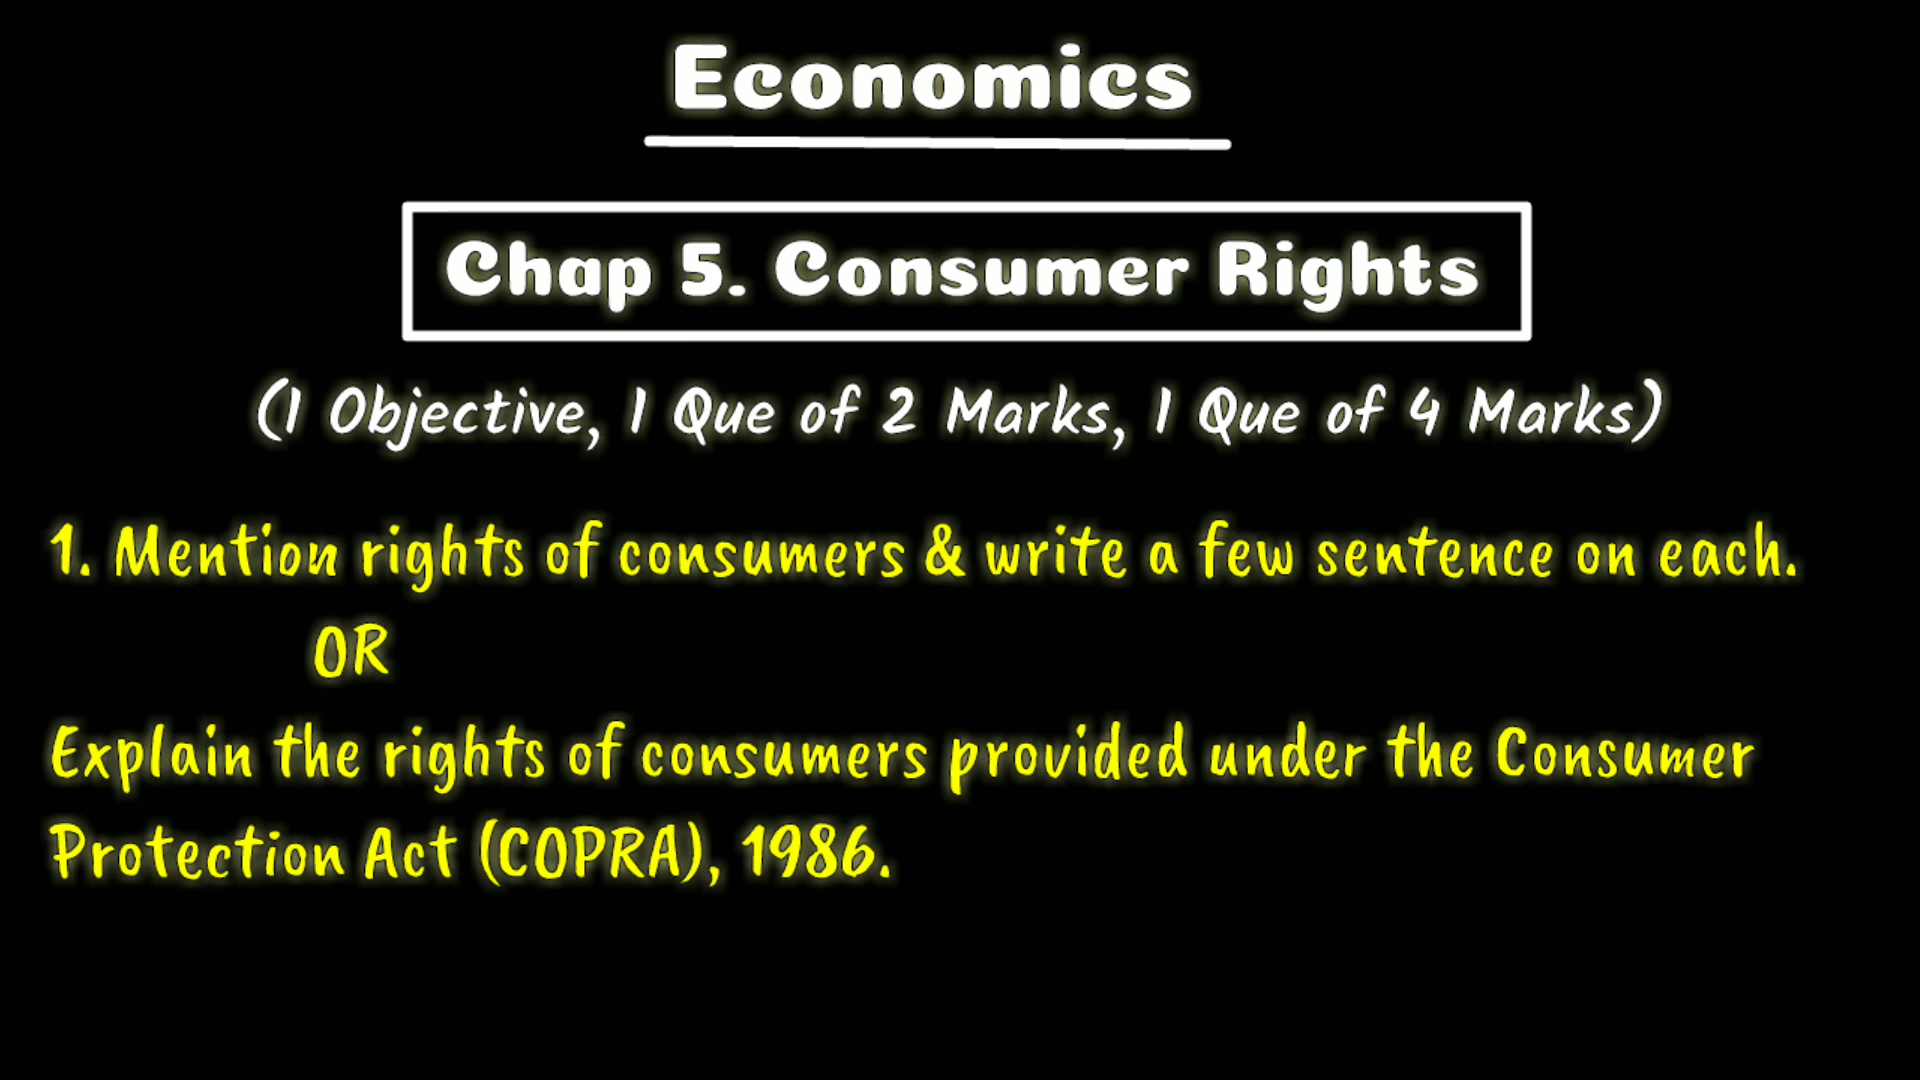 Economics
Chap 5. Consumer Rights
(1 Objective, 1 Que of 2 Marks, 1 Que of 4 Marks)
1. Mention rights of consumers & write a few sentence on each.
OR
Explain the rights of consumers provided under the Consumer
Protection Act (COPRA), 1986.